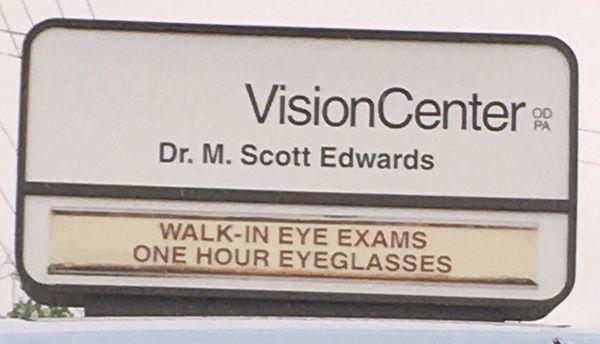 VisionCenter OD PA
Dr. M. Scott Edwards
WALK-IN EYE EXAMS
ONE HOUR EYEGLASSES